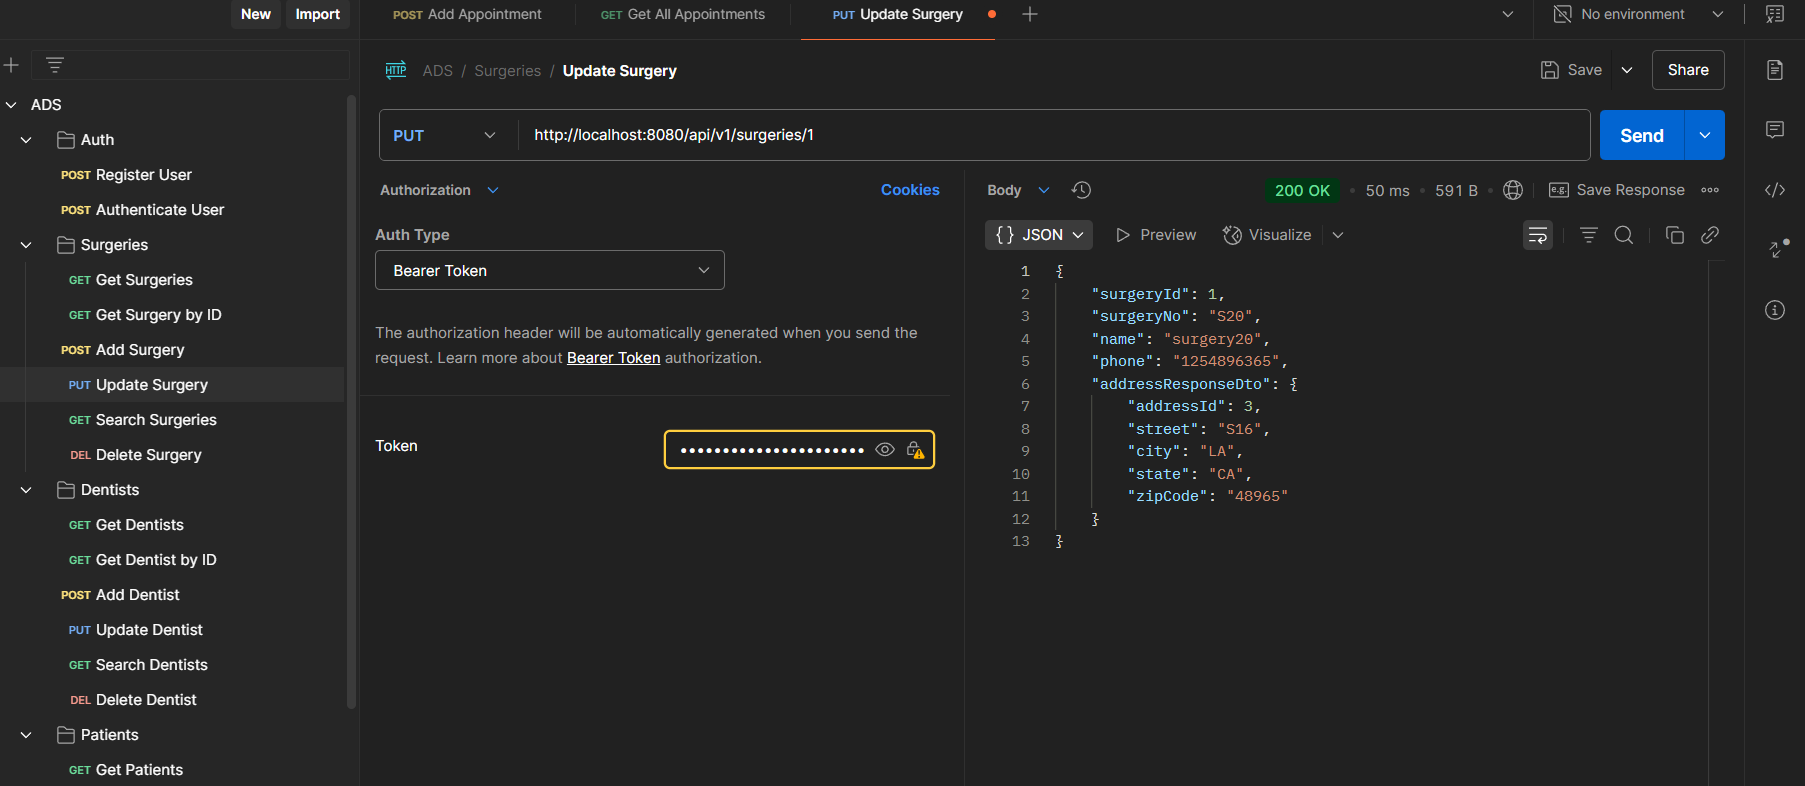 New
Import
POST Add Appointment
GET Get All Appointments
PUT Update Surgery
No environment
ADS / Surgeries / Update Surgery
Save
Share
ADS
Auth
POST Register User
POST Authenticate User
Surgeries
GET Get Surgeries
GET Get Surgery by ID
POST Add Surgery
PUT Update Surgery
GET Search Surgeries
DEL Delete Surgery
Dentists
GET Get Dentists
GET Get Dentist by ID
POST Add Dentist
PUT Update Dentist
GET Search Dentists
DEL Delete Dentist
Patients
GET Get Patients
HTTP
PUT
http://localhost:8080/api/v1/surgeries/1
Send
Authorization
Cookies
Auth Type
Bearer Token
The authorization header will be automatically generated when you send the
request. Learn more about Bearer Token authorization.
Token
Body
200 OK • 50 ms • 591 B •
e.g. Save Response
{} JSON
Preview
Visualize
1 {
2 "surgeryId": 1,
3 "surgeryNo": "S20",
4 "name": "surgery20",
5 "phone": "1254896365",
6 "addressResponseDto": {
7 "addressId": 3,
8 "street": "S16",
9 "city": "LA",
10 "state": "CA",
11 "zipCode": "48965"
12 }
13 }